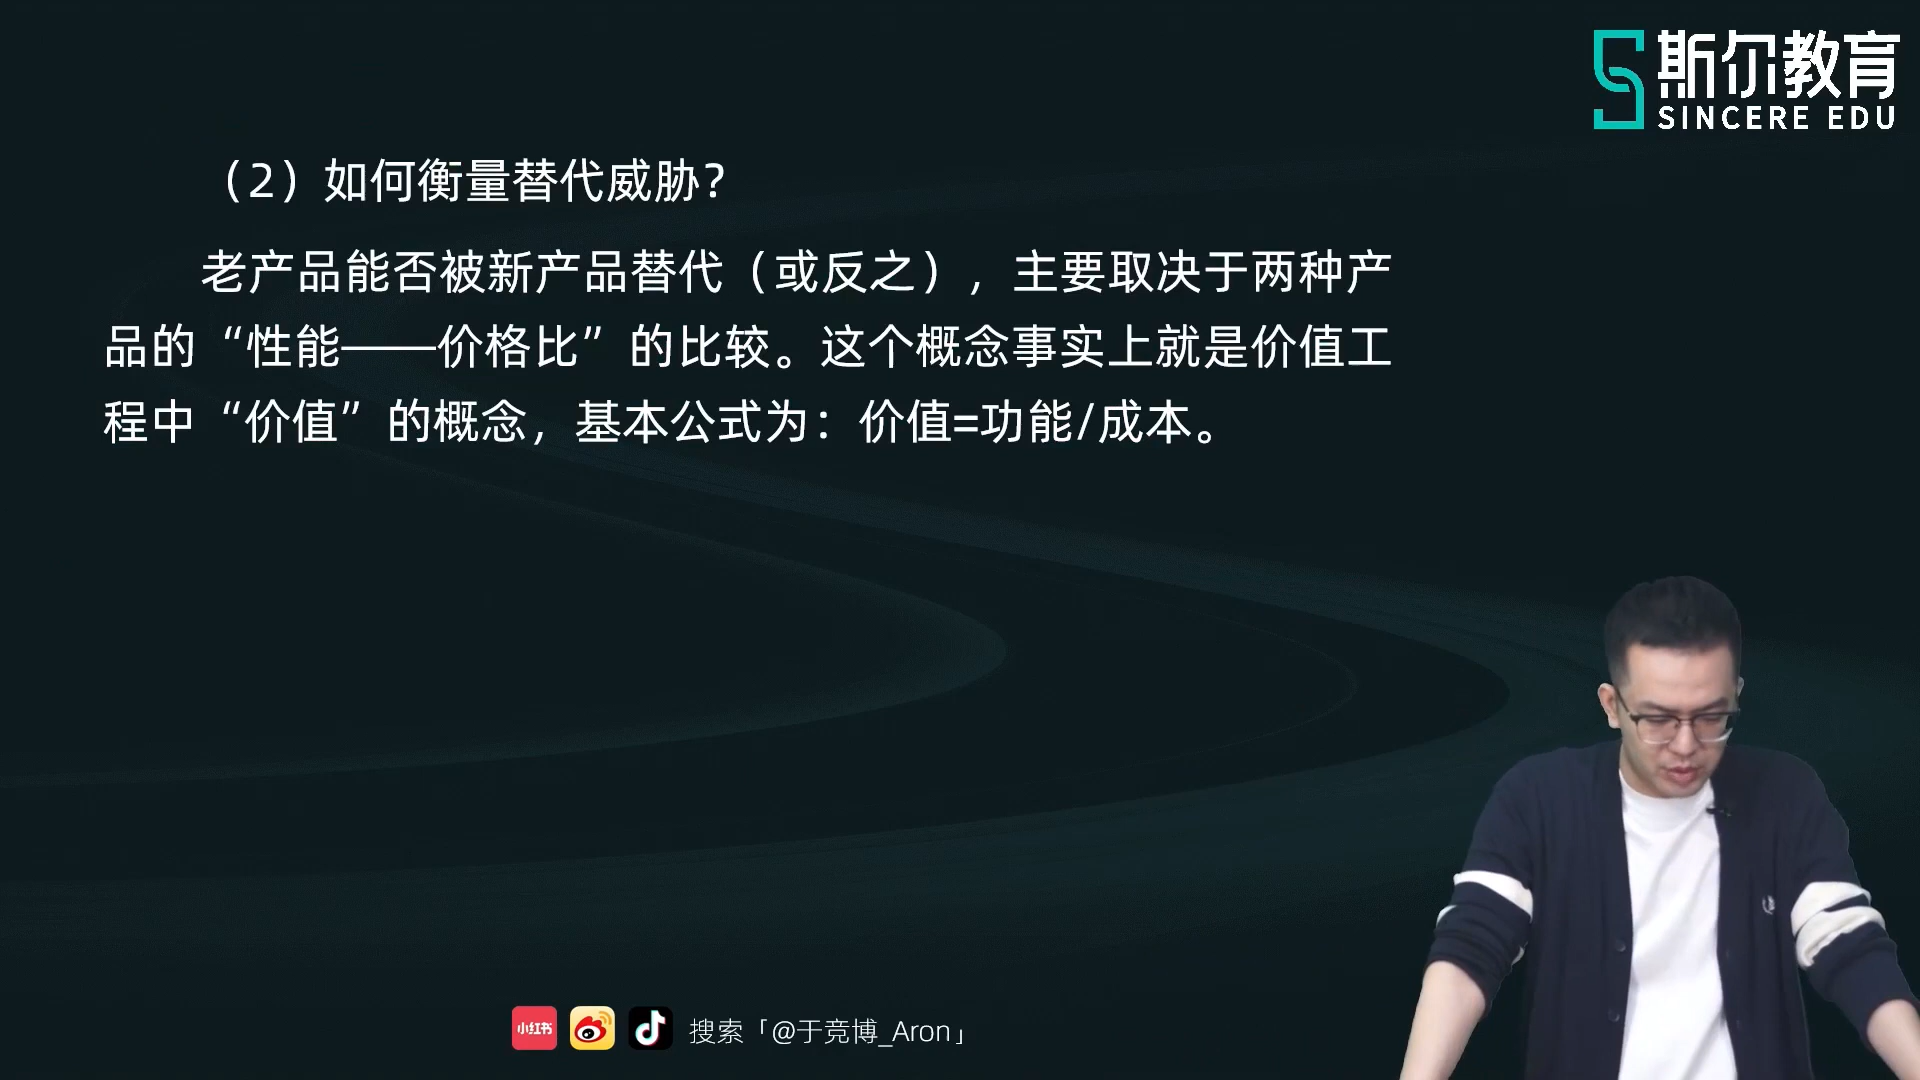 斯尔教育
SINCERE EDU
（2）如何衡量替代威胁？
老产品能否被新产品替代（或反之），主要取决于两种产
品的“性能——价格比”的比较。这个概念事实上就是价值工
程中“价值”的概念，基本公式为：价值=功能/成本。
小红书
搜索「@于竞博_Aron」